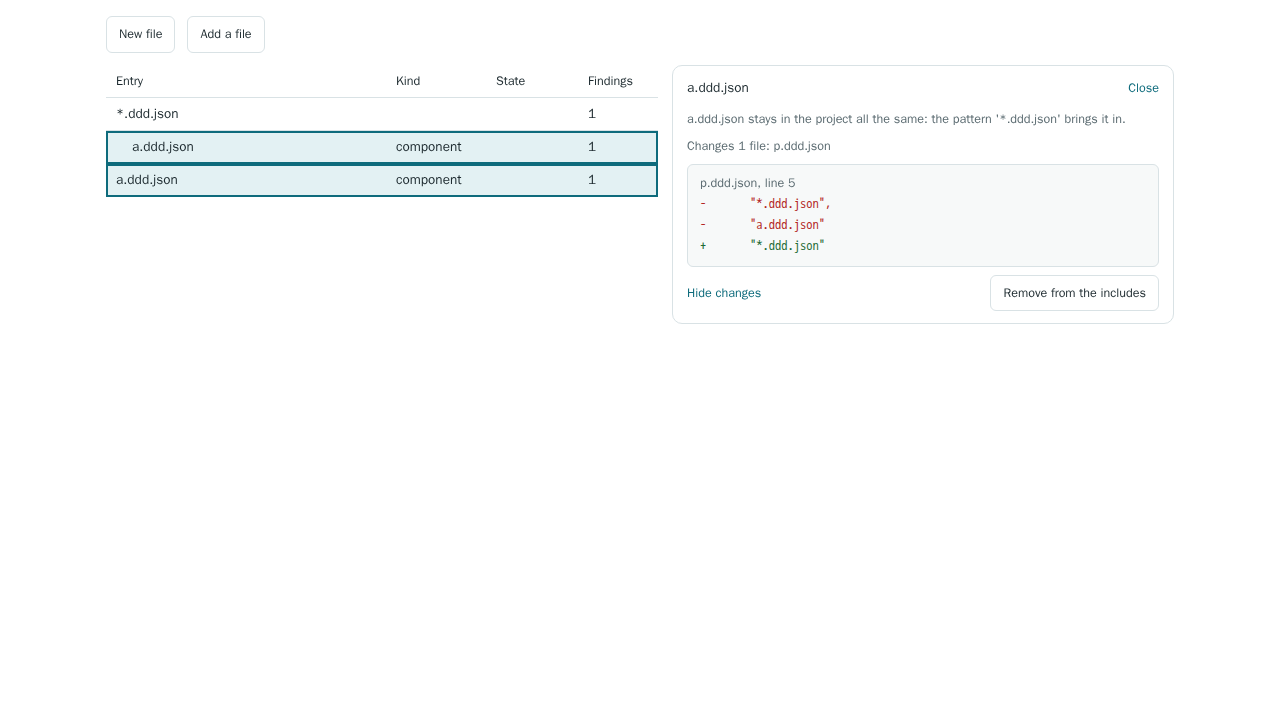 New file Add a file
Entry Kind State Findings
*.ddd.json 1
a.ddd.json component 1
a.ddd.json component 1
a.ddd.json Close
a.ddd.json stays in the project all the same: the pattern '*.ddd.json' brings it in.
Changes 1 file: p.ddd.json
p.ddd.json, line 5
- "*.ddd.json",
- "a.ddd.json"
+ "*.ddd.json"
Hide changes Remove from the includes